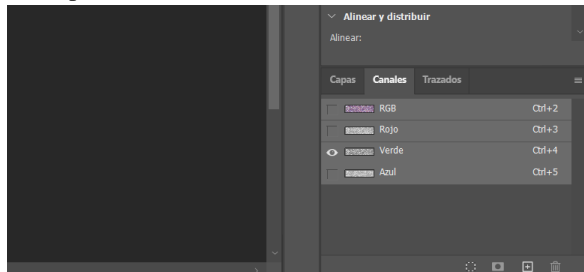 Alinear y distribuir
Alinear:
Capas Canales Trazados
RGB Ctrl+2
Rojo Ctrl+3
Verde Ctrl+4
Azul Ctrl+5